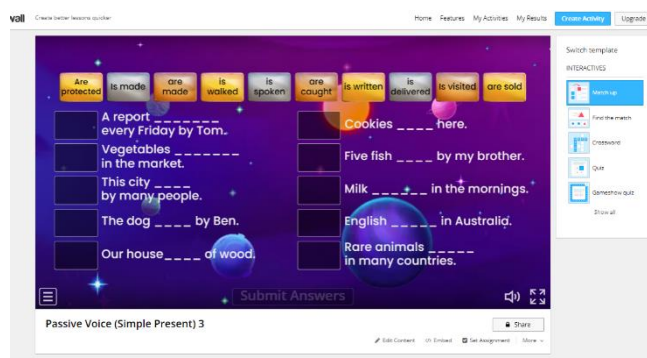 wall
Create better lessons quicker
Home Features My Activities My Results Create Activity Upgrade
Are protected
Is made
are made
is walked
is spoken
are caught
is written
is delivered
Is visited
are sold
A report _______
every Friday by Tom.
Vegetables _______
in the market.
This city ____
by many people.
The dog ____ by Ben.
Our house____ of wood.
Cookies ____ here.
Five fish ____ by my brother.
Milk _____ in the mornings.
English ____ in Australia.
Rare animals _____
in many countries.
Submit Answers
Passive Voice (Simple Present) 3
Share
Edit Content Embed Set Assignment More
Switch template
INTERACTIVES
Match up
Find the match
Crossword
Quiz
Gameshow quiz
Show all